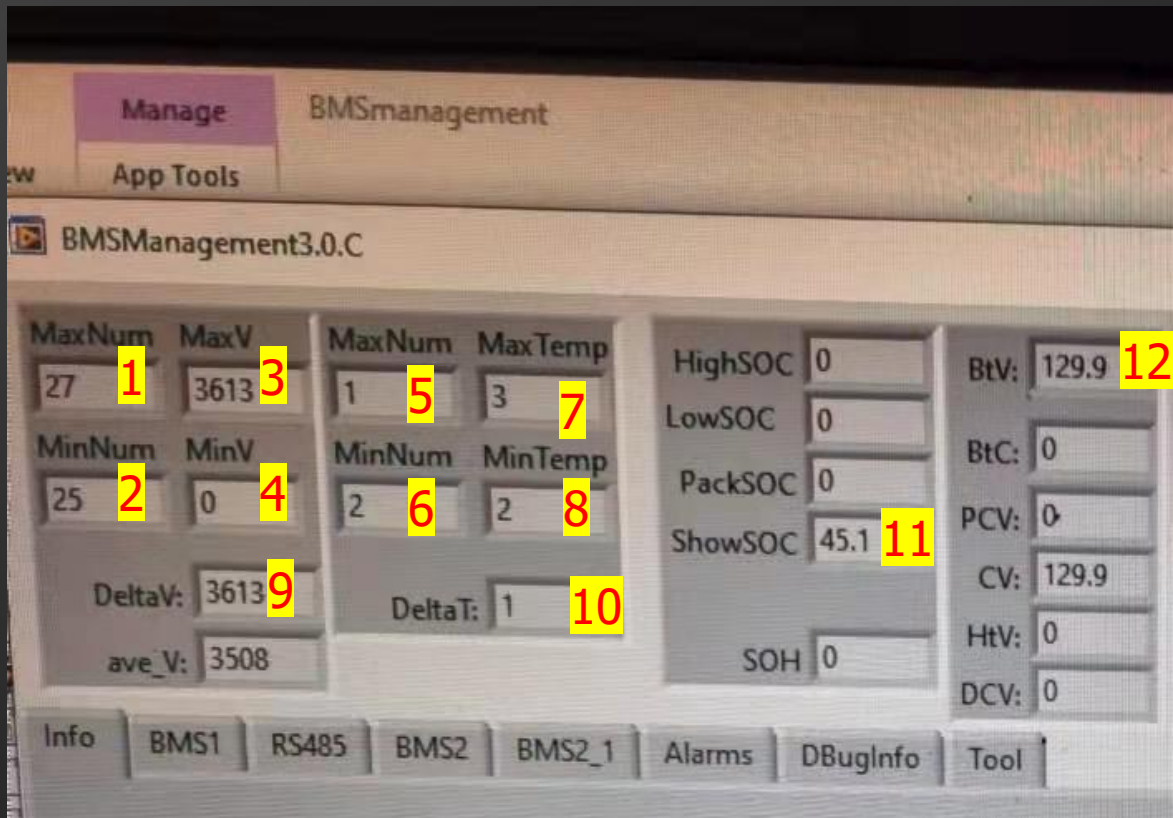 Manage BMSmanagement
ew App Tools
BMSManagement3.0.C
MaxNum MaxV
27 1 3613 3
MinNum MinV
25 2 0 4
DeltaV: 3613 9
ave_V: 3508
MaxNum MaxTemp
1 5 3 7
MinNum MinTemp
2 6 2 8
DeltaT: 1 10
HighSOC 0
LowSOC 0
PackSOC 0
ShowSOC 45.1 11
SOH 0
BtV: 129.9 12
BtC: 0
PCV: 0
CV: 129.9
HtV: 0
DCV: 0
Info BMS1 RS485 BMS2 BMS2_1 Alarms DBugInfo Tool